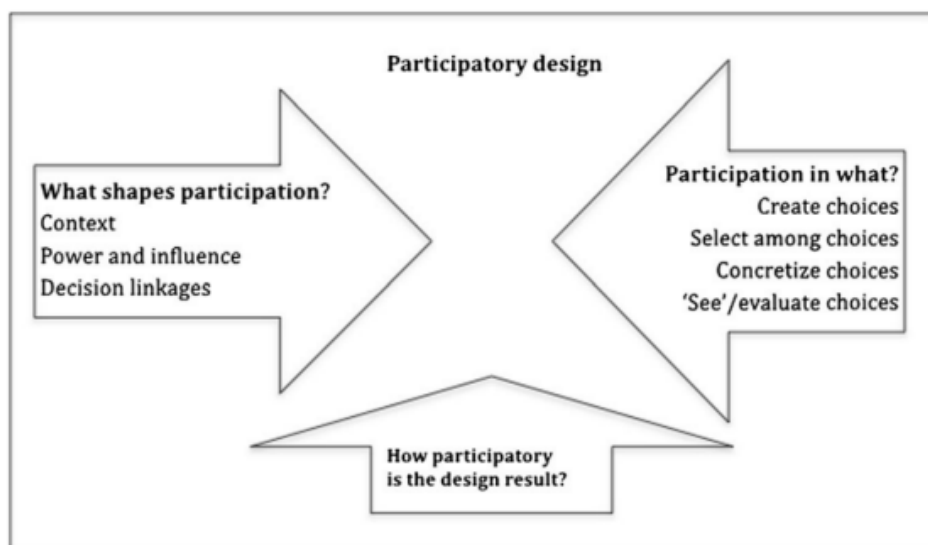 Participatory design
What shapes participation?
Context
Power and influence
Decision linkages
Participation in what?
Create choices
Select among choices
Concretize choices
‘See’/evaluate choices
How participatory
is the design result?